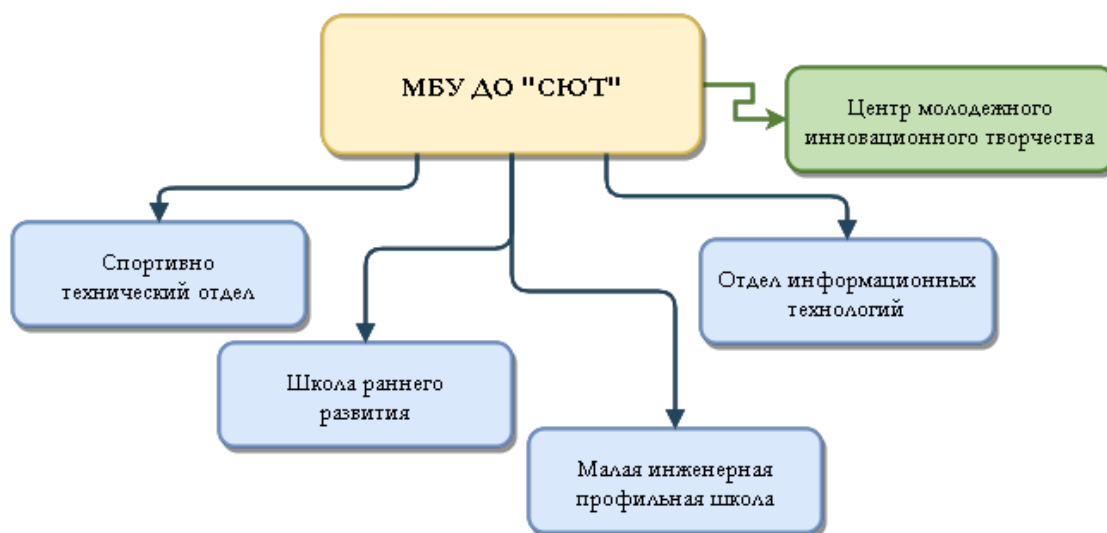 МБУ ДО "СЮТ"
Центр молодежного
инновационного творчества
Спортивно
технический отдел
Отдел информационных
технологий
Школа раннего
развития
Малая инженерная
профильная школа